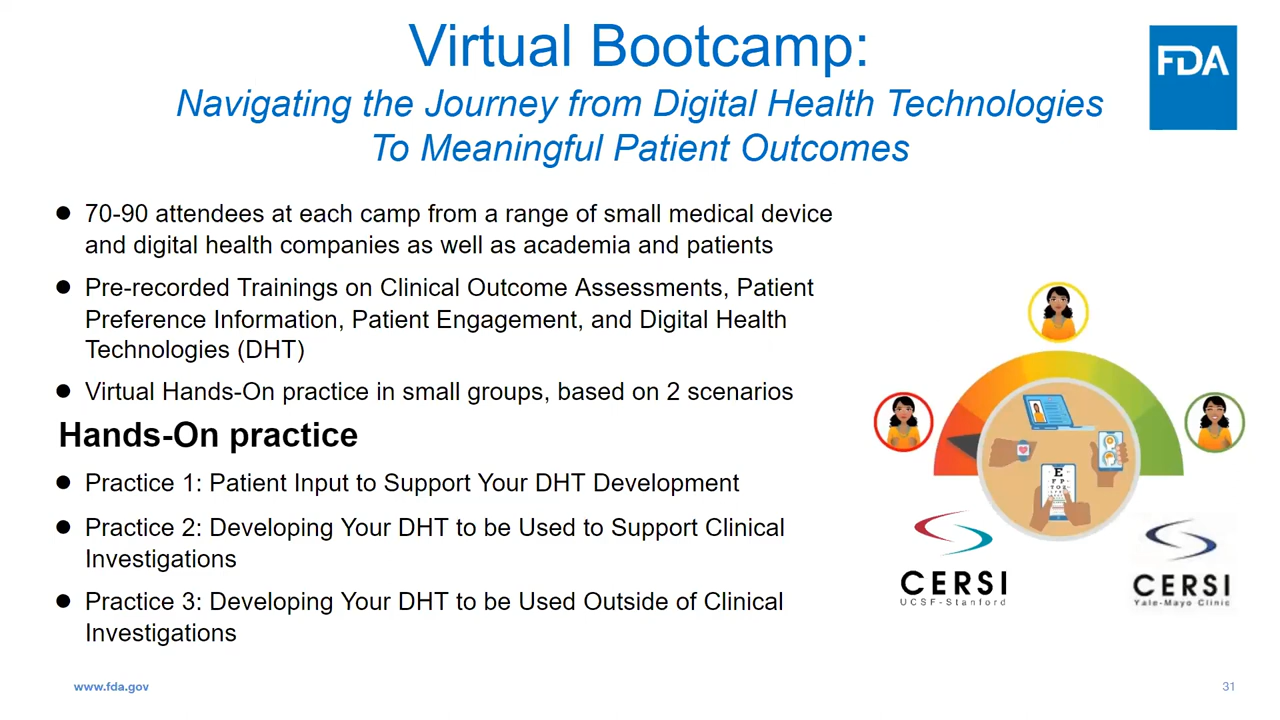 Virtual Bootcamp:
Navigating the Journey from Digital Health Technologies
To Meaningful Patient Outcomes
FDA
● 70-90 attendees at each camp from a range of small medical device
and digital health companies as well as academia and patients
● Pre-recorded Trainings on Clinical Outcome Assessments, Patient
Preference Information, Patient Engagement, and Digital Health
Technologies (DHT)
● Virtual Hands-On practice in small groups, based on 2 scenarios
Hands-On practice
● Practice 1: Patient Input to Support Your DHT Development
● Practice 2: Developing Your DHT to be Used to Support Clinical
Investigations
● Practice 3: Developing Your DHT to be Used Outside of Clinical
Investigations
E
F P
T O Z
CERSI
UCSF-Stanford
CERSI
Yale-Mayo Clinic
www.fda.gov
31